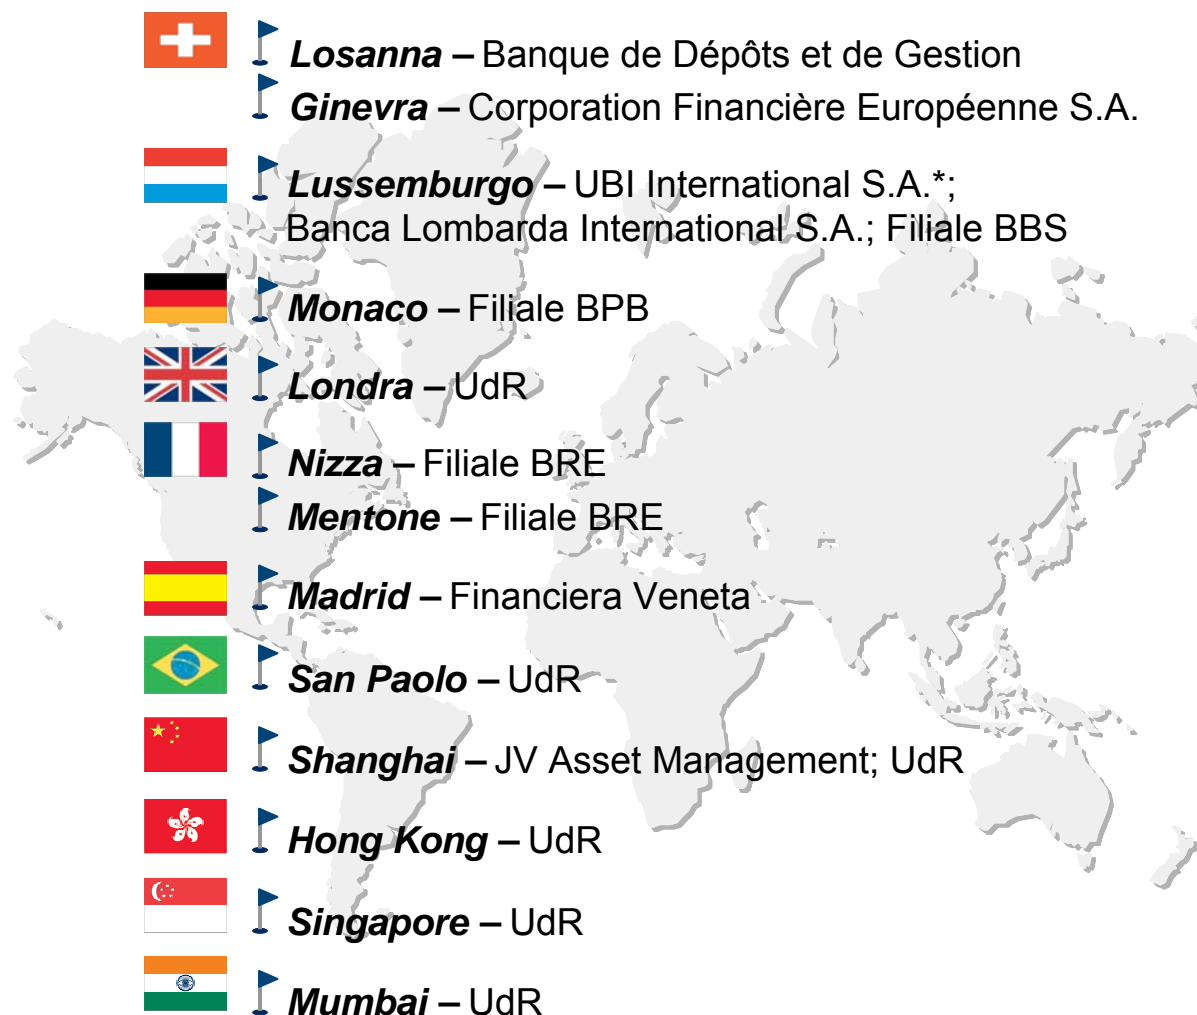 Losanna – Banque de Dépôts et de Gestion
Ginevra – Corporation Financière Européenne S.A.
Lussemburgo – UBI International S.A.*;
Banca Lombarda International S.A.; Filiale BBS
Monaco – Filiale BPB
Londra – UdR
Nizza – Filiale BRE
Mentone – Filiale BRE
Madrid – Financiera Veneta
San Paolo – UdR
Shanghai – JV Asset Management; UdR
Hong Kong – UdR
Singapore – UdR
Mumbai – UdR